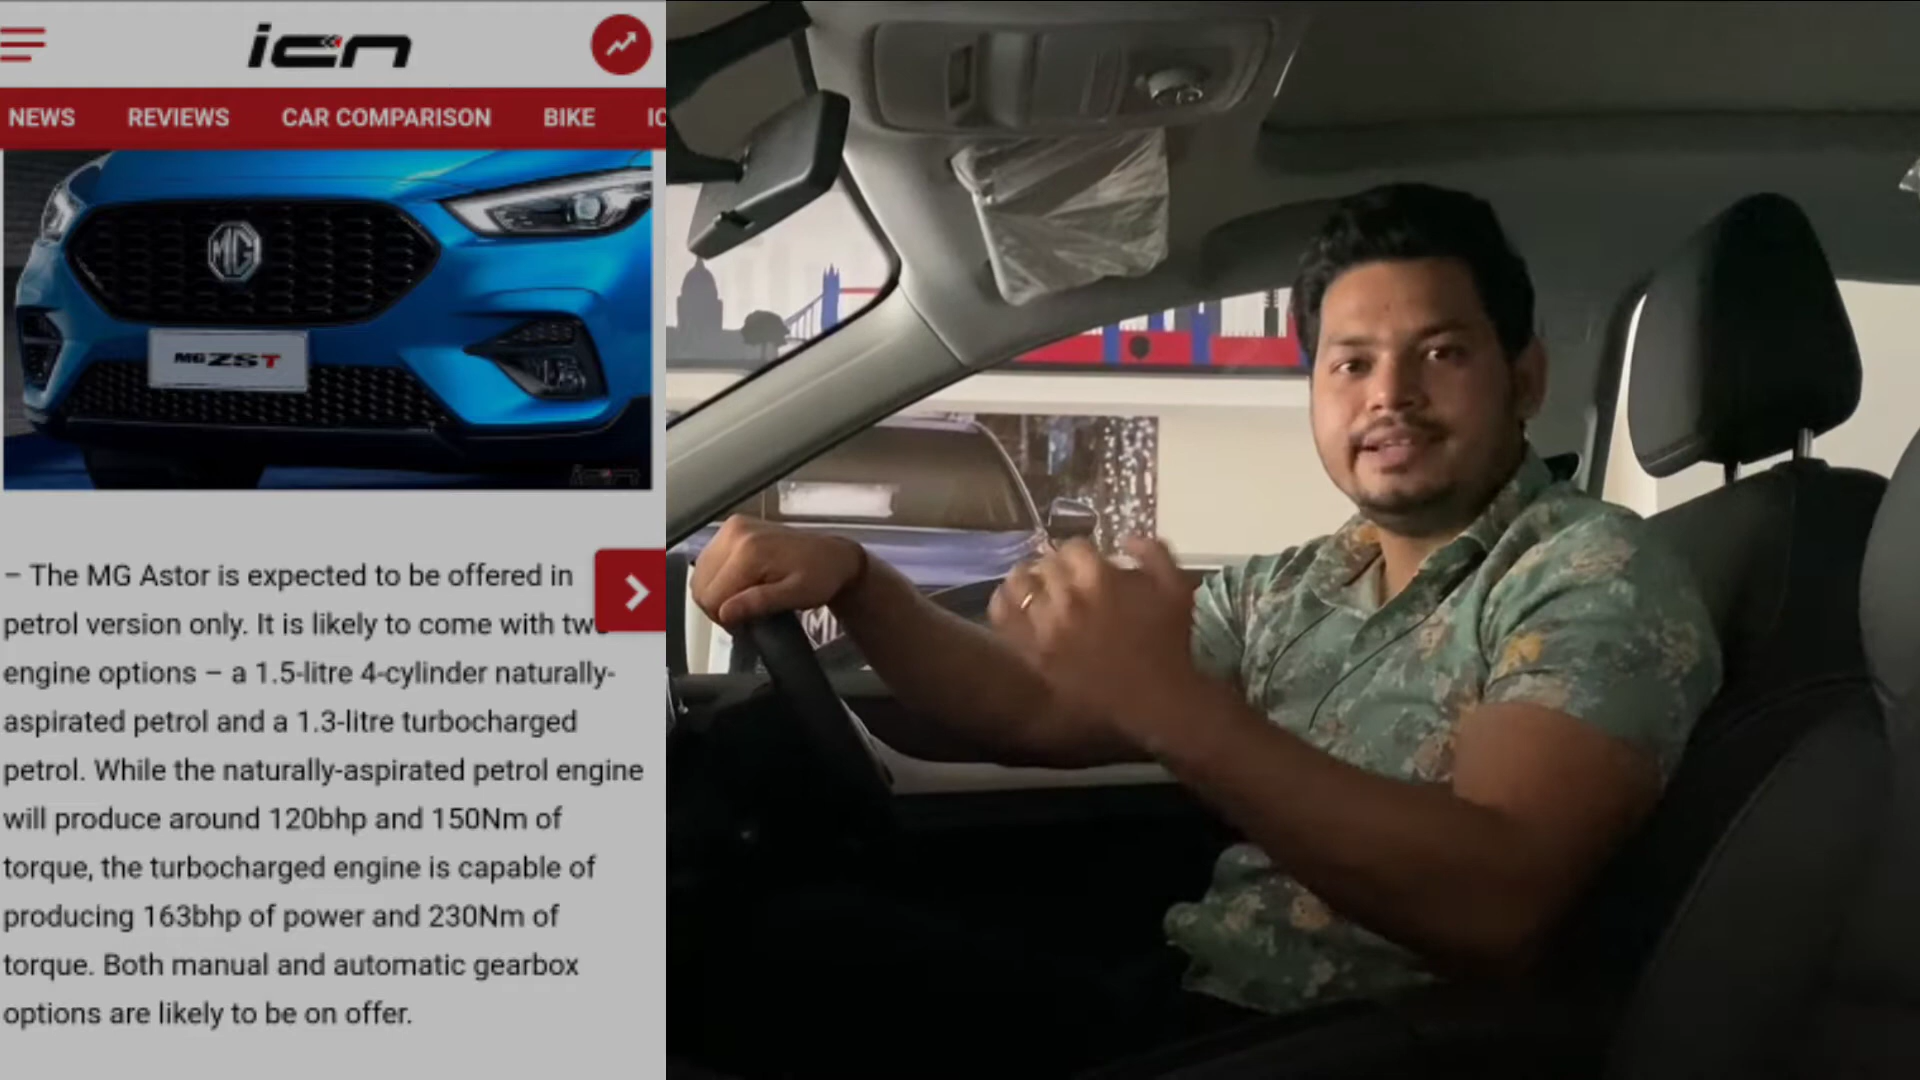 icn
NEWS REVIEWS CAR COMPARISON BIKE IC
MG
MG ZST
icn
– The MG Astor is expected to be offered in
petrol version only. It is likely to come with two
engine options – a 1.5-litre 4-cylinder naturally-
aspirated petrol and a 1.3-litre turbocharged
petrol. While the naturally-aspirated petrol engine
will produce around 120bhp and 150Nm of
torque, the turbocharged engine is capable of
producing 163bhp of power and 230Nm of
torque. Both manual and automatic gearbox
options are likely to be on offer.